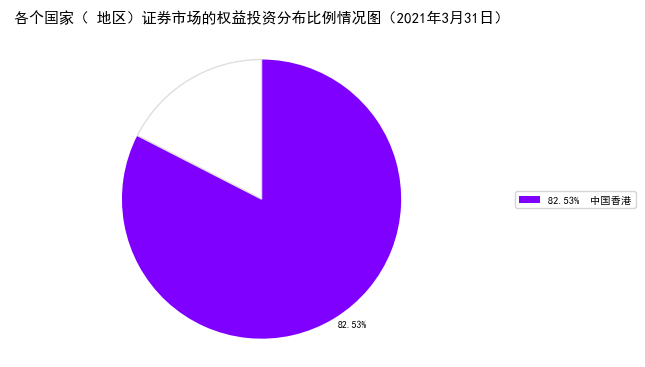 各个国家（ 地区）证券市场的权益投资分布比例情况图（2021年3月31日）
82.53% 中国香港
82.53%